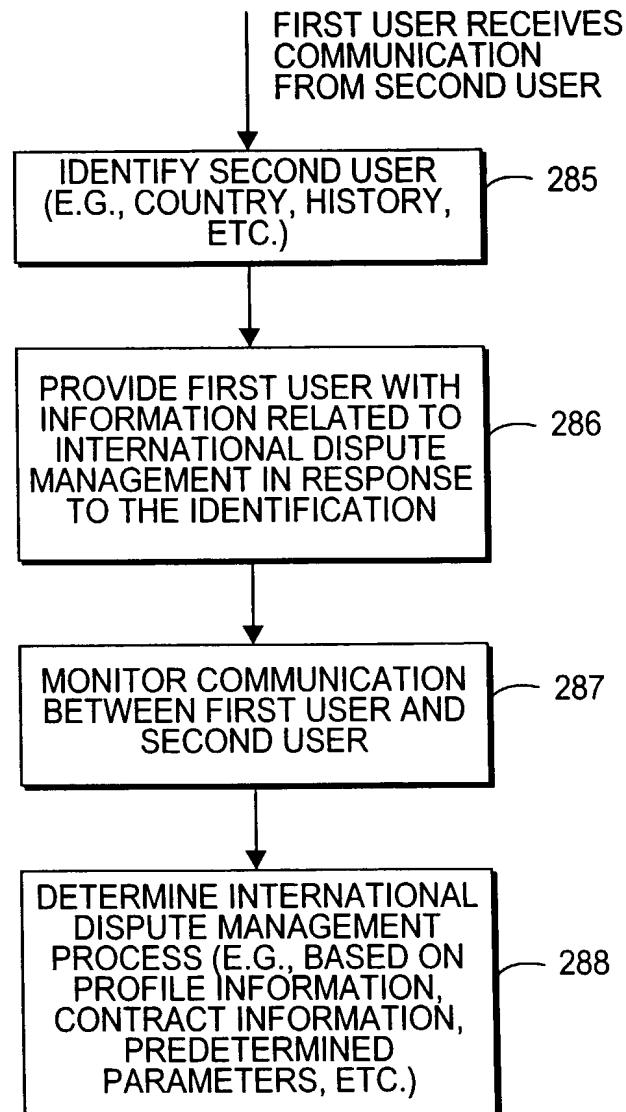 FIRST USER RECEIVES
COMMUNICATION
FROM SECOND USER
IDENTIFY SECOND USER
(E.G., COUNTRY, HISTORY,
ETC.)
285
PROVIDE FIRST USER WITH
INFORMATION RELATED TO
INTERNATIONAL DISPUTE
MANAGEMENT IN RESPONSE
TO THE IDENTIFICATION
286
MONITOR COMMUNICATION
BETWEEN FIRST USER AND
SECOND USER
287
DETERMINE INTERNATIONAL
DISPUTE MANAGEMENT
PROCESS (E.G., BASED ON
PROFILE INFORMATION,
CONTRACT INFORMATION,
PREDETERMINED
PARAMETERS, ETC.)
288